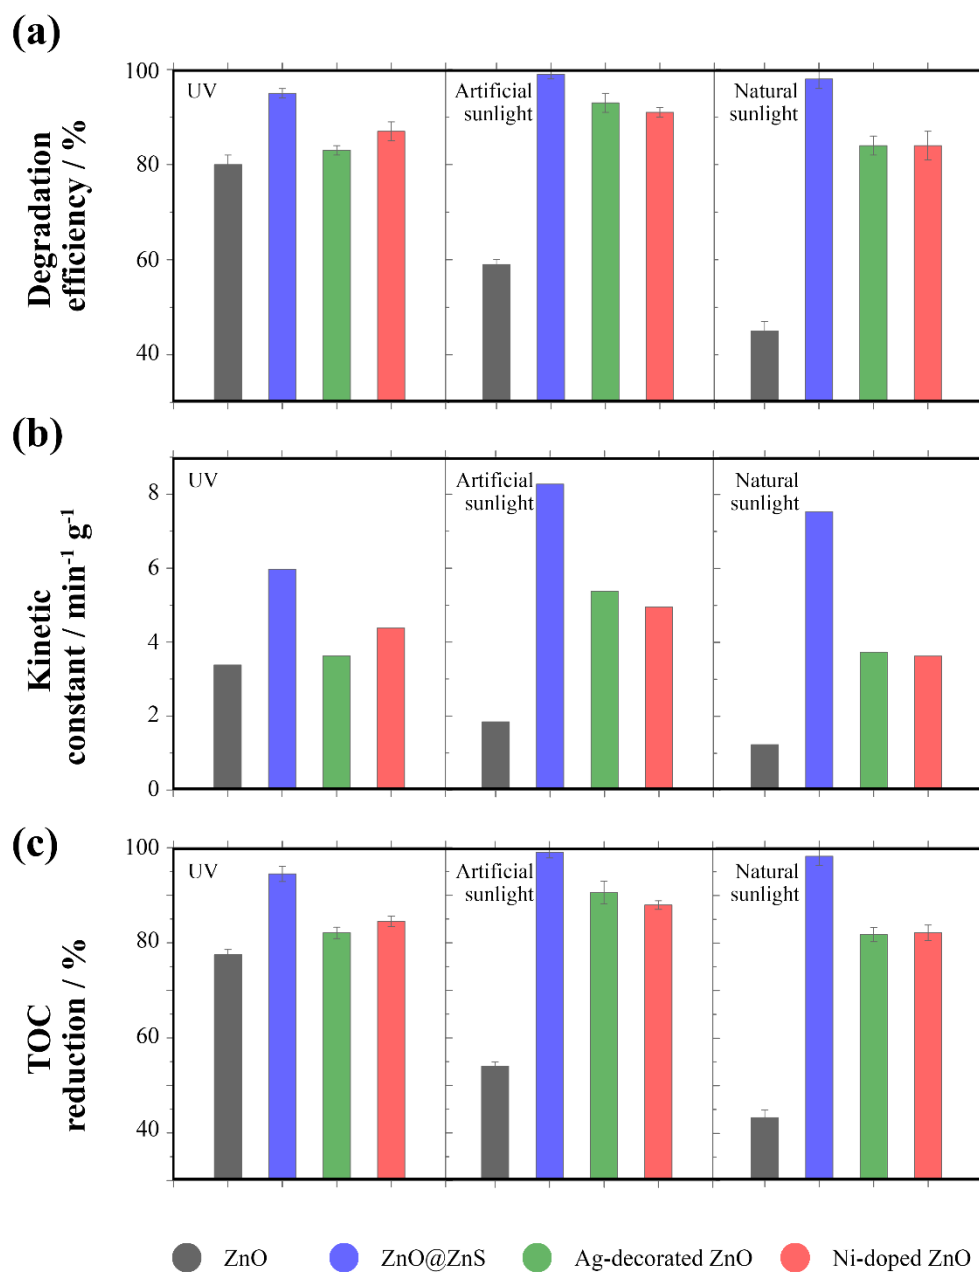 (a)
Degradation
efficiency / %
100
80
60
40
UV
Artificial
sunlight
Natural
sunlight
(b)
Kinetic
constant / min⁻¹ g⁻¹
8
6
4
2
0
UV
Artificial
sunlight
Natural
sunlight
(c)
TOC
reduction / %
100
80
60
40
UV
Artificial
sunlight
Natural
sunlight
ZnO
ZnO@ZnS
Ag-decorated ZnO
Ni-doped ZnO